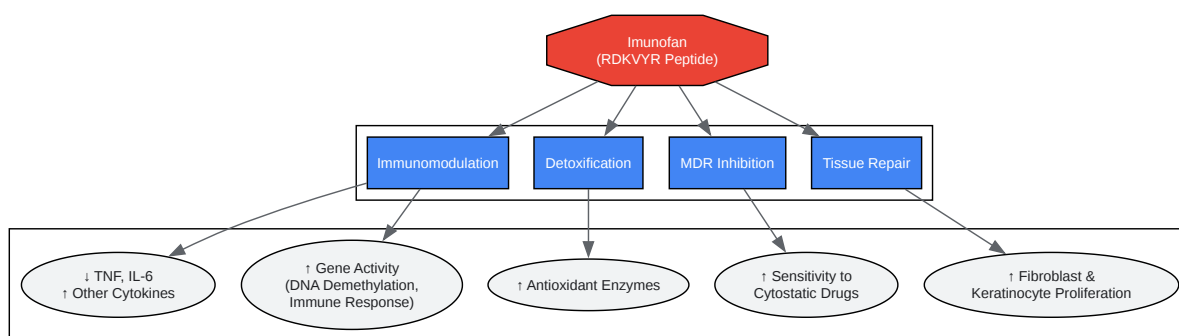 Imunofan
(RDKVYR Peptide)
Immunomodulation
Detoxification
MDR Inhibition
Tissue Repair
↓ TNF, IL-6
↑ Other Cytokines
↑ Gene Activity
(DNA Demethylation,
Immune Response)
↑ Antioxidant Enzymes
↑ Sensitivity to
Cytostatic Drugs
↑ Fibroblast &
Keratinocyte Proliferation